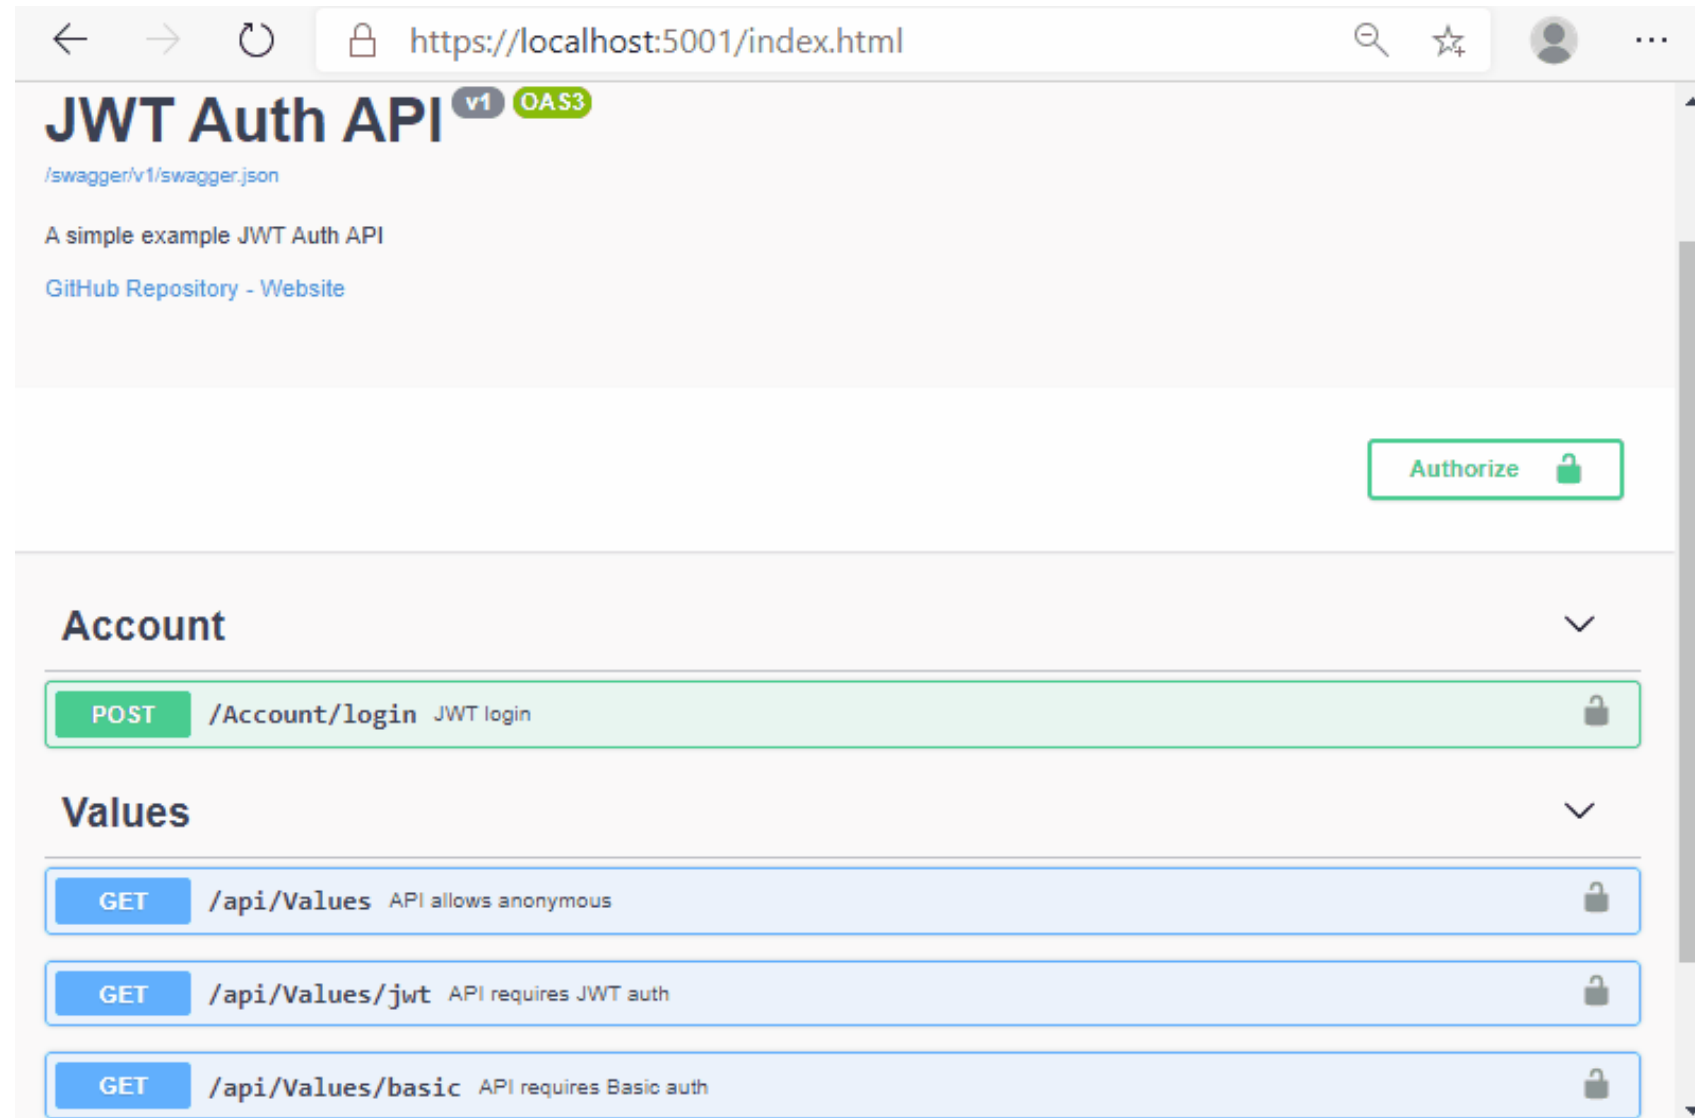 https://localhost:5001/index.html
JWT Auth API v1 OAS3
/swagger/v1/swagger.json
A simple example JWT Auth API
GitHub Repository - Website
Authorize
Account
POST /Account/login JWT login
Values
GET /api/Values API allows anonymous
GET /api/Values/jwt API requires JWT auth
GET /api/Values/basic API requires Basic auth